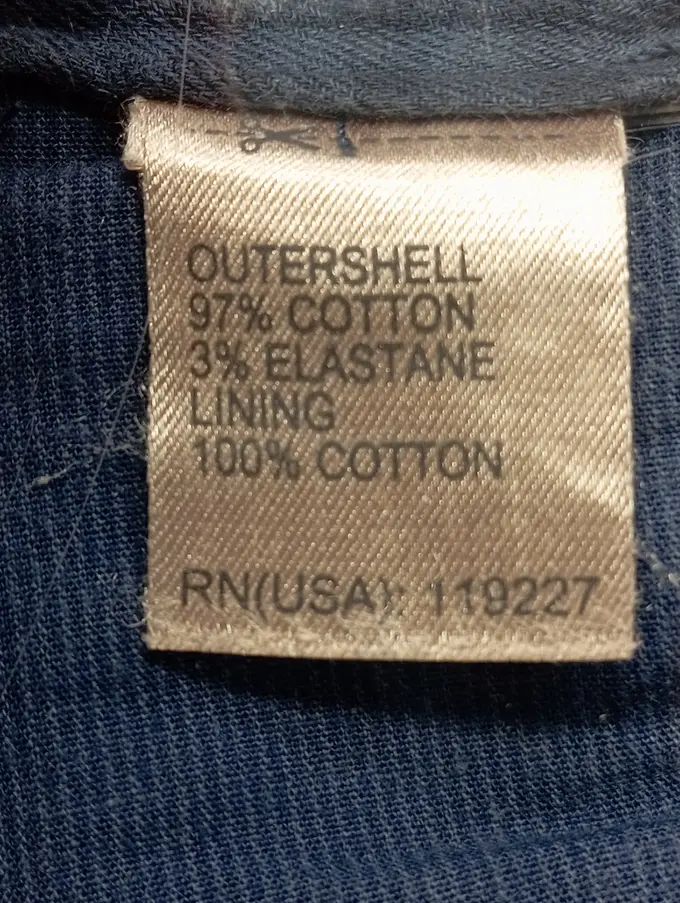 OUTERSHELL
97% COTTON
3% ELASTANE
LINING
100% COTTON
RN(USA): 119227